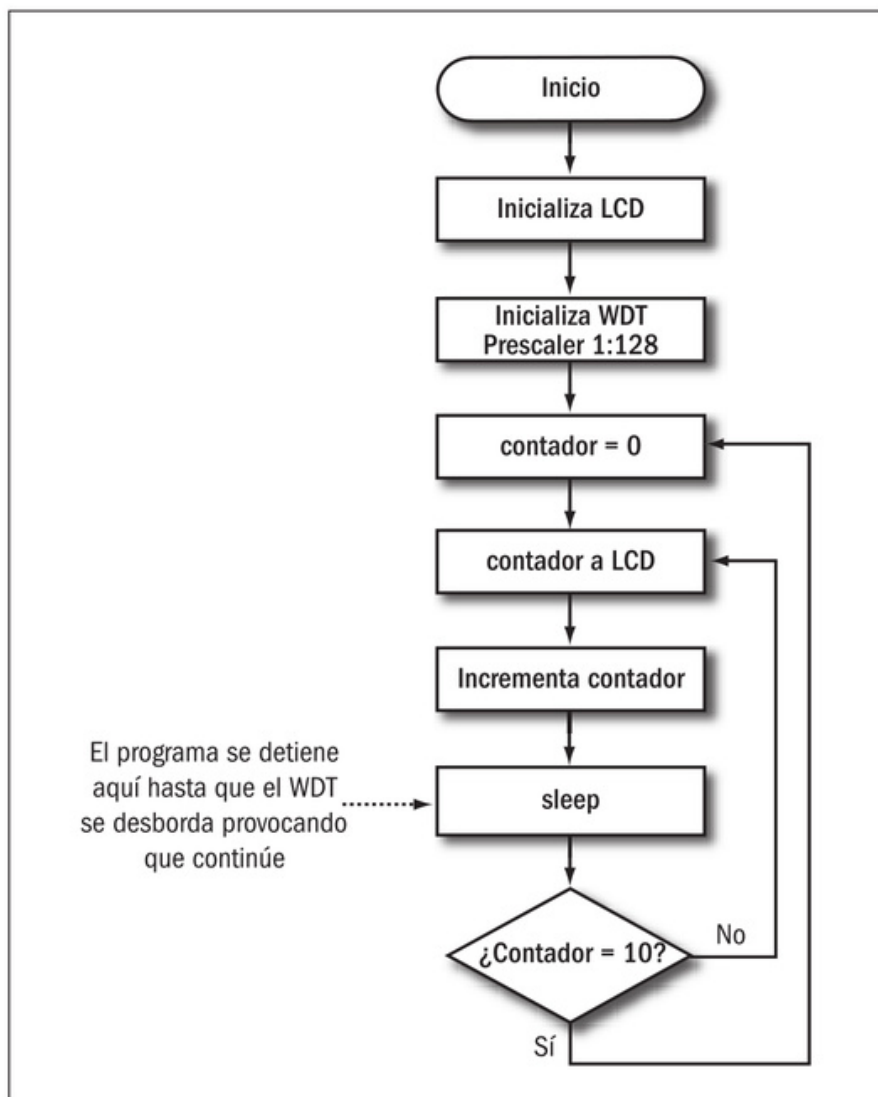 Inicio
Inicializa LCD
Inicializa WDT
Prescaler 1:128
contador = 0
contador a LCD
Incrementa contador
El programa se detiene
aquí hasta que el WDT
se desborda provocando
que continúe
sleep
¿Contador = 10?
No
Sí